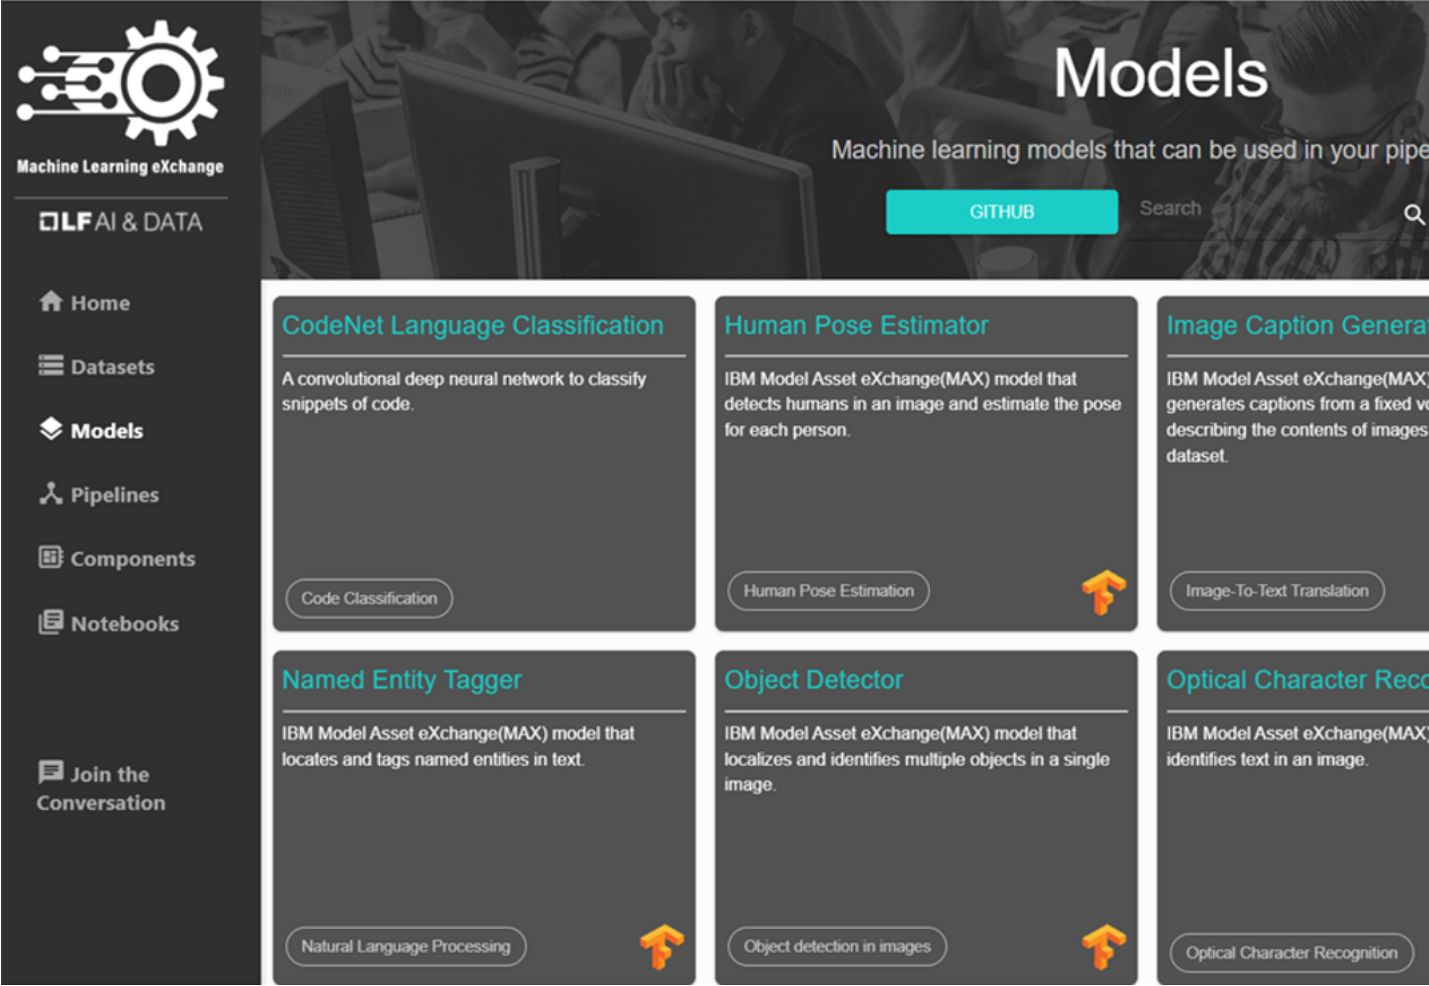 Machine Learning eXchange
LF AI & DATA
Home
Datasets
Models
Pipelines
Components
Notebooks
Join the
Conversation
Models
Machine learning models that can be used in your pipe
GITHUB
Search
CodeNet Language Classification
A convolutional deep neural network to classify
snippets of code.
Code Classification
Human Pose Estimator
IBM Model Asset eXchange(MAX) model that
detects humans in an image and estimate the pose
for each person.
Human Pose Estimation
Image Caption Genera
IBM Model Asset eXchange(MAX)
generates captions from a fixed vo
describing the contents of images
dataset.
Image-To-Text Translation
Named Entity Tagger
IBM Model Asset eXchange(MAX) model that
locates and tags named entities in text.
Natural Language Processing
Object Detector
IBM Model Asset eXchange(MAX) model that
localizes and identifies multiple objects in a single
image.
Object detection in images
Optical Character Reco
IBM Model Asset eXchange(MAX)
identifies text in an image.
Optical Character Recognition